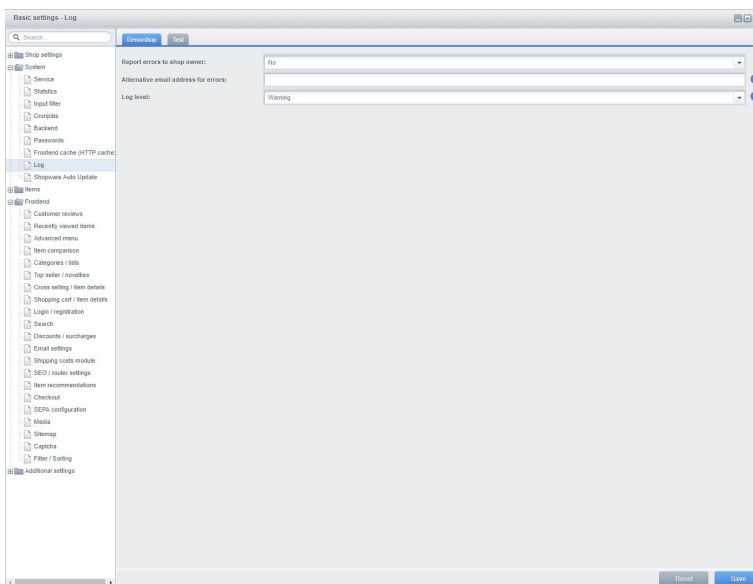 Basic settings - Log
Search...
Shop settings
System
Service
Statstics
Input filter
Cronjobs
Backend
Passwords
Frontend cache (HTTP cache)
Log
Shopware Auto Update
Items
Frontend
Customer reviews
Recently viewed items
Advanced menu
Item comparison
Categories / lists
Top seller / novelties
Cross selling / item details
Shopping cart / item details
Login / registration
Search
Discounts / surcharges
Email settings
Shipping costs module
SEO / router settings
Item recommendations
Checkout
SEPA configuration
Media
Sitemap
Captcha
Filter / Sorting
Additional settings
Demoshop Test
Report errors to shop owner: No
Alternative email address for errors:
Log level: Warning
Reset Save